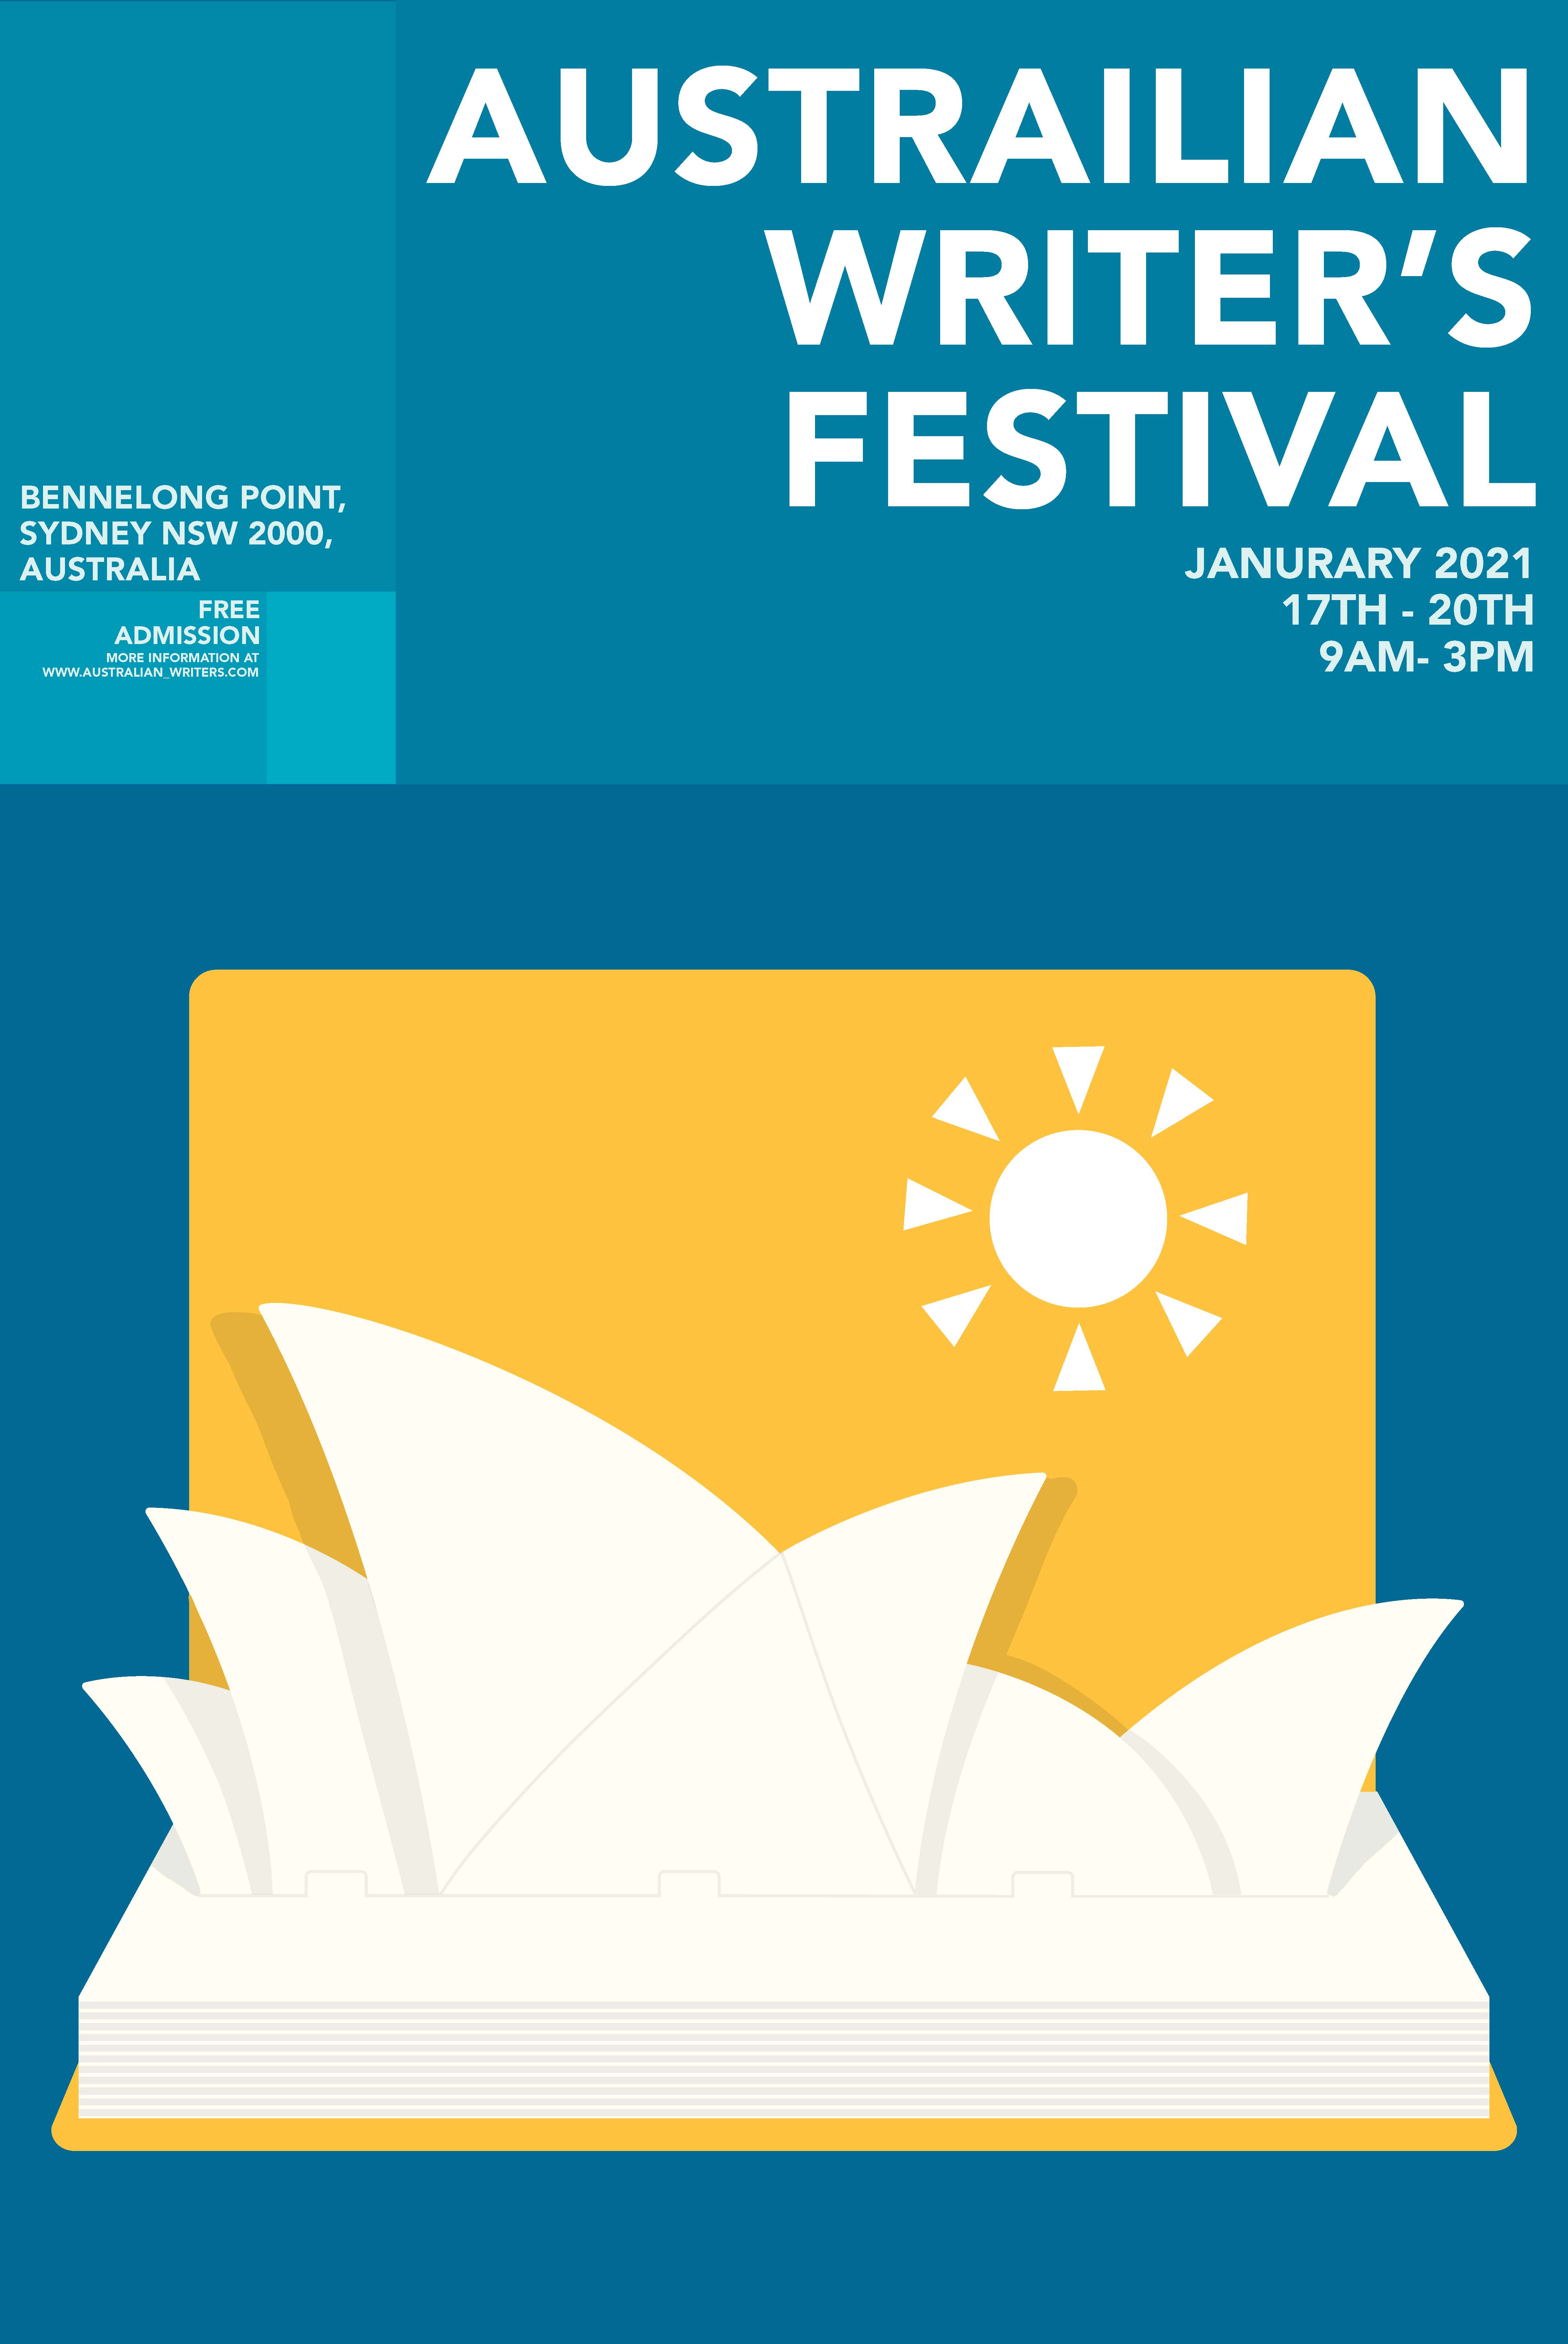 AUSTRAILIAN
WRITER'S
FESTIVAL
JANURARY 2021
17TH - 20TH
9AM- 3PM
BENNELONG POINT,
SYDNEY NSW 2000,
AUSTRALIA
FREE
ADMISSION
MORE INFORMATION AT
WWW.AUSTRALIAN_WRITERS.COM